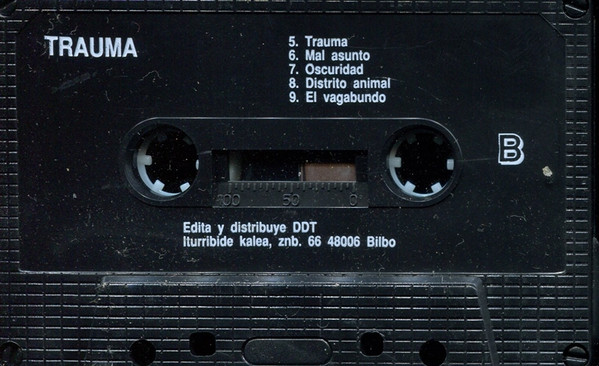 TRAUMA
5. Trauma
6. Mal asunto
7. Oscuridad
8. Distrito animal
9. El vagabundo
B
100 50 0
Edita y distribuye DDT
Iturribide kalea, znb. 66 48006 Bilbo